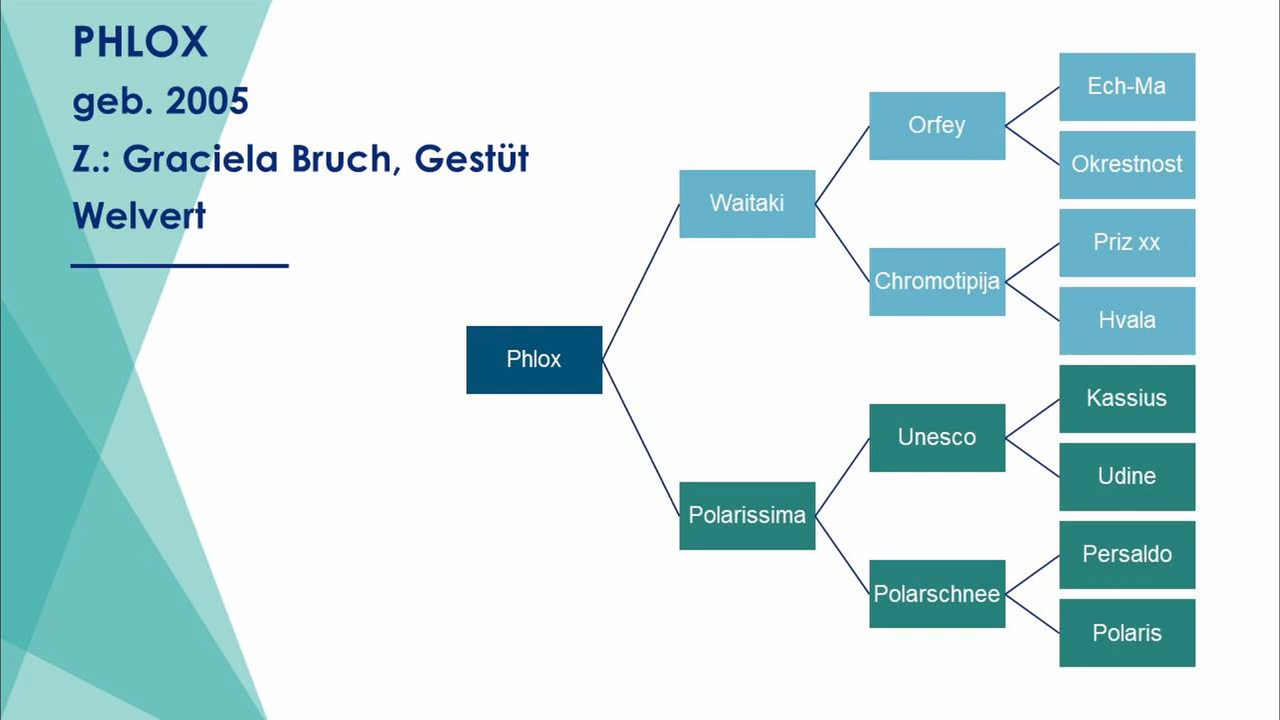 PHLOX
geb. 2005
Z.: Graciela Bruch, Gestüt
Welvert
Phlox
Waitaki
Polarissima
Orfey
Chromotipija
Unesco
Polarschnee
Ech-Ma
Okrestnost
Priz xx
Hvala
Kassius
Udine
Persaldo
Polaris